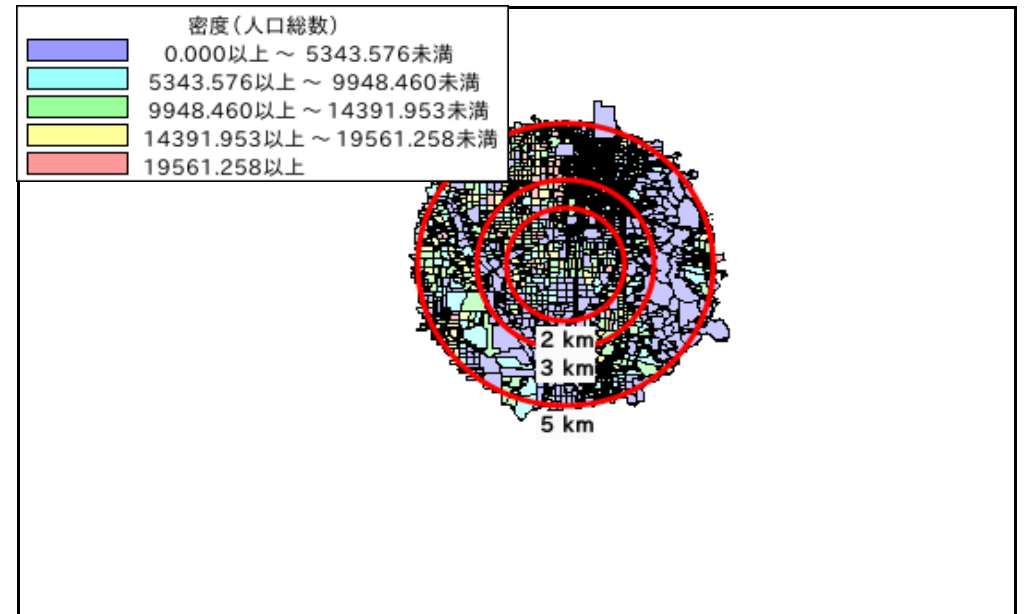 密度(人口総数)
0.000以上 ~ 5343.576未満
5343.576以上 ~ 9948.460未満
9948.460以上 ~ 14391.953未満
14391.953以上 ~ 19561.258未満
19561.258以上
2 km
3 km
5 km